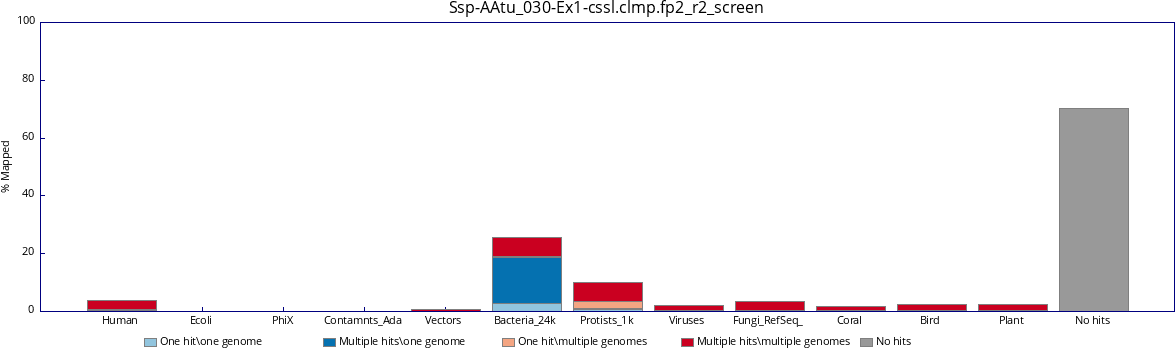 Ssp-AAtu_030-Ex1-cssl.clmp.fp2_r2_screen
100
80
60
40
20
0
% Mapped
Human Ecoli PhiX Contamnts_Ada Vectors Bacteria_24k Protists_1k Viruses Fungi_RefSeq_ Coral Bird Plant No hits
One hit\one genome Multiple hits\one genome One hit\multiple genomes Multiple hits\multiple genomes No hits